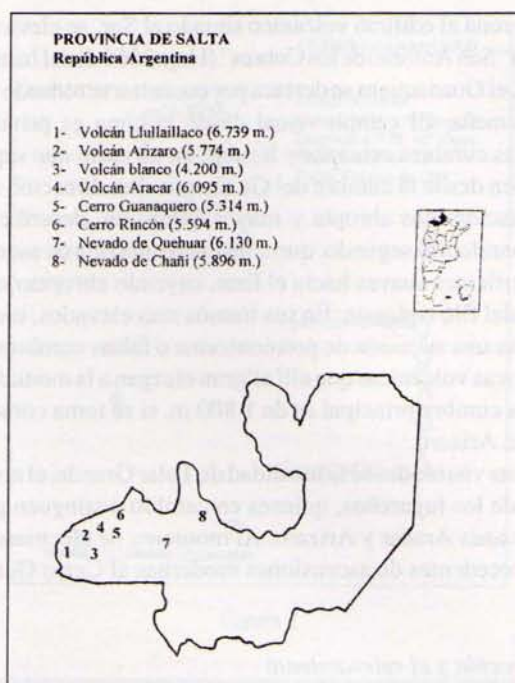 PROVINCIA DE SALTA
República Argentina
1- Volcán Llullaillaco (6.739 m.)
2- Volcán Arizaro (5.774 m.)
3- Volcán blanco (4.200 m.)
4- Volcán Aracar (6.095 m.)
5- Cerro Guanaquero (5.314 m.)
6- Cerro Rincón (5.594 m.)
7- Nevado de Quehuar (6.130 m.)
8- Nevado de Chañi (5.896 m.)
6
8
4
2
5
7
1
3